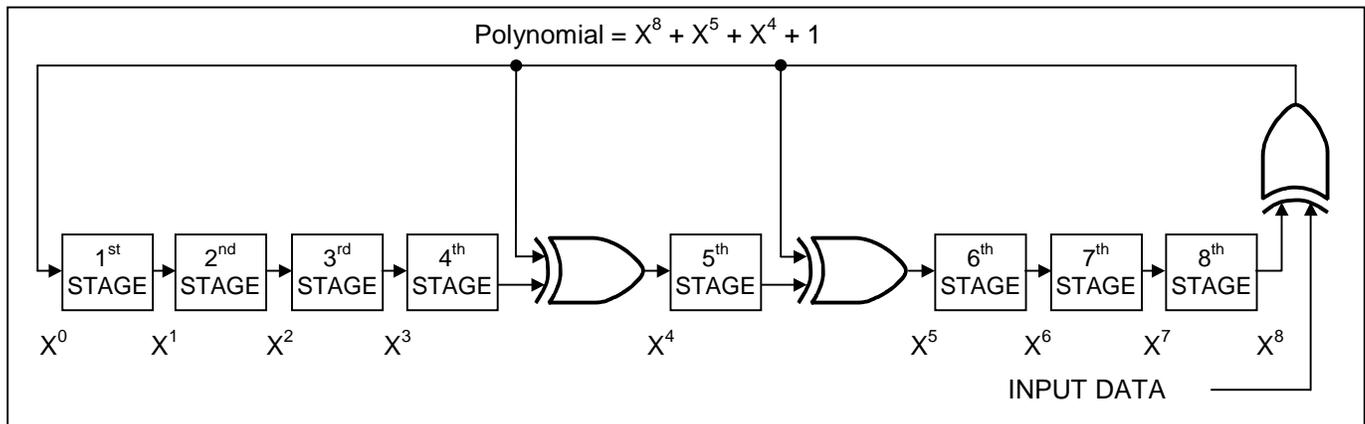 Polynomial = X⁸ + X⁵ + X⁴ + 1
1ˢᵗ
STAGE
2ⁿᵈ
STAGE
3ʳᵈ
STAGE
4ᵗʰ
STAGE
5ᵗʰ
STAGE
6ᵗʰ
STAGE
7ᵗʰ
STAGE
8ᵗʰ
STAGE
X⁰ X¹ X² X³ X⁴ X⁵ X⁶ X⁷ X⁸
INPUT DATA